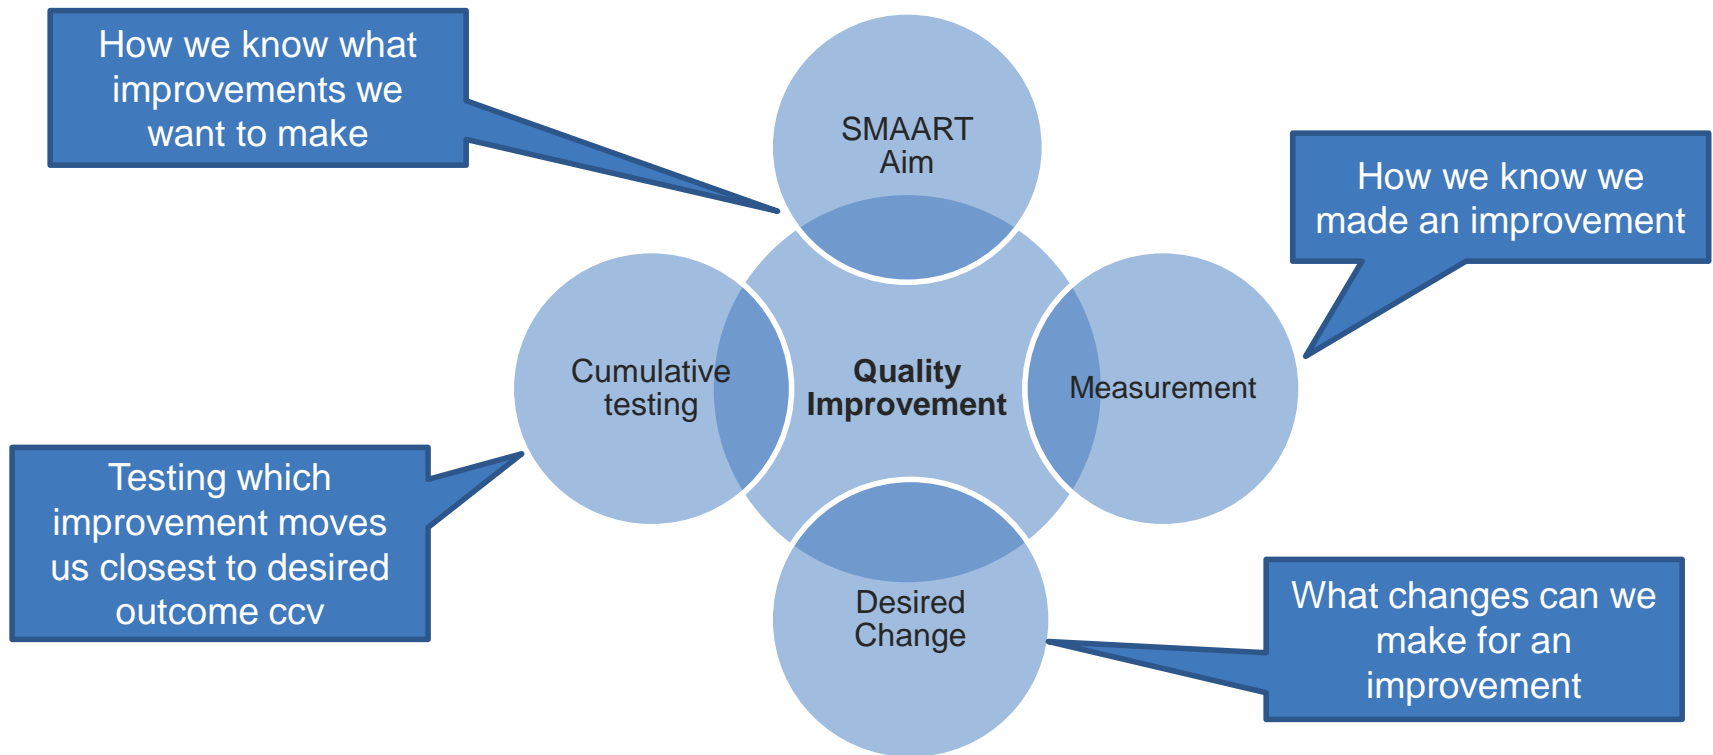 How we know what
improvements we
want to make
SMAART
Aim
How we know we
made an improvement
Cumulative
testing
Quality
Improvement
Measurement
Testing which
improvement moves
us closest to desired
outcome ccv
Desired
Change
What changes can we
make for an
improvement